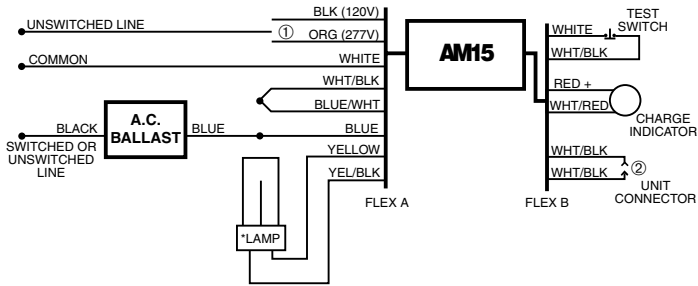 BLK (120V)
UNSWITCHED LINE
①
ORG (277V)
COMMON
WHITE
WHT/BLK
BLUE/WHT
BLACK
A.C.
BALLAST
BLUE
BLUE
SWITCHED OR
UNSWITCHED
LINE
YELLOW
YEL/BLK
*LAMP
FLEX A
AM15
WHITE
TEST
SWITCH
WHT/BLK
RED +
WHT/RED
CHARGE
INDICATOR
WHT/BLK
②
WHT/BLK
UNIT
CONNECTOR
FLEX B